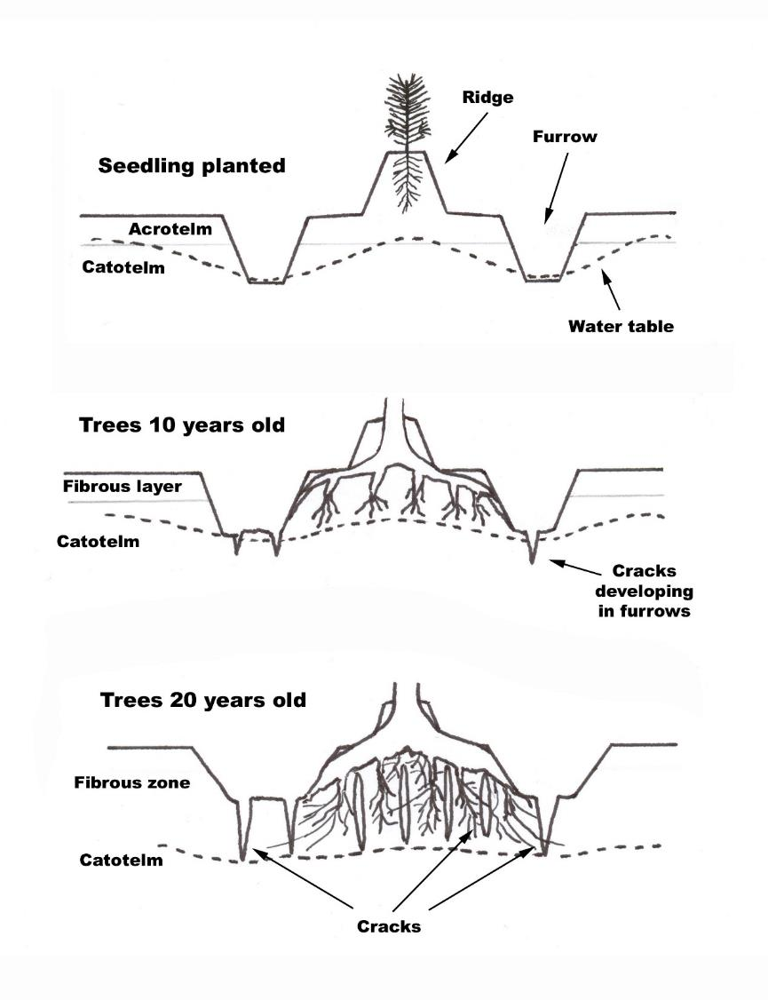 Ridge
Furrow
Seedling planted
Acrotelm
Catotelm
Water table
Trees 10 years old
Fibrous layer
Catotelm
Cracks
developing
in furrows
Trees 20 years old
Fibrous zone
Catotelm
Cracks